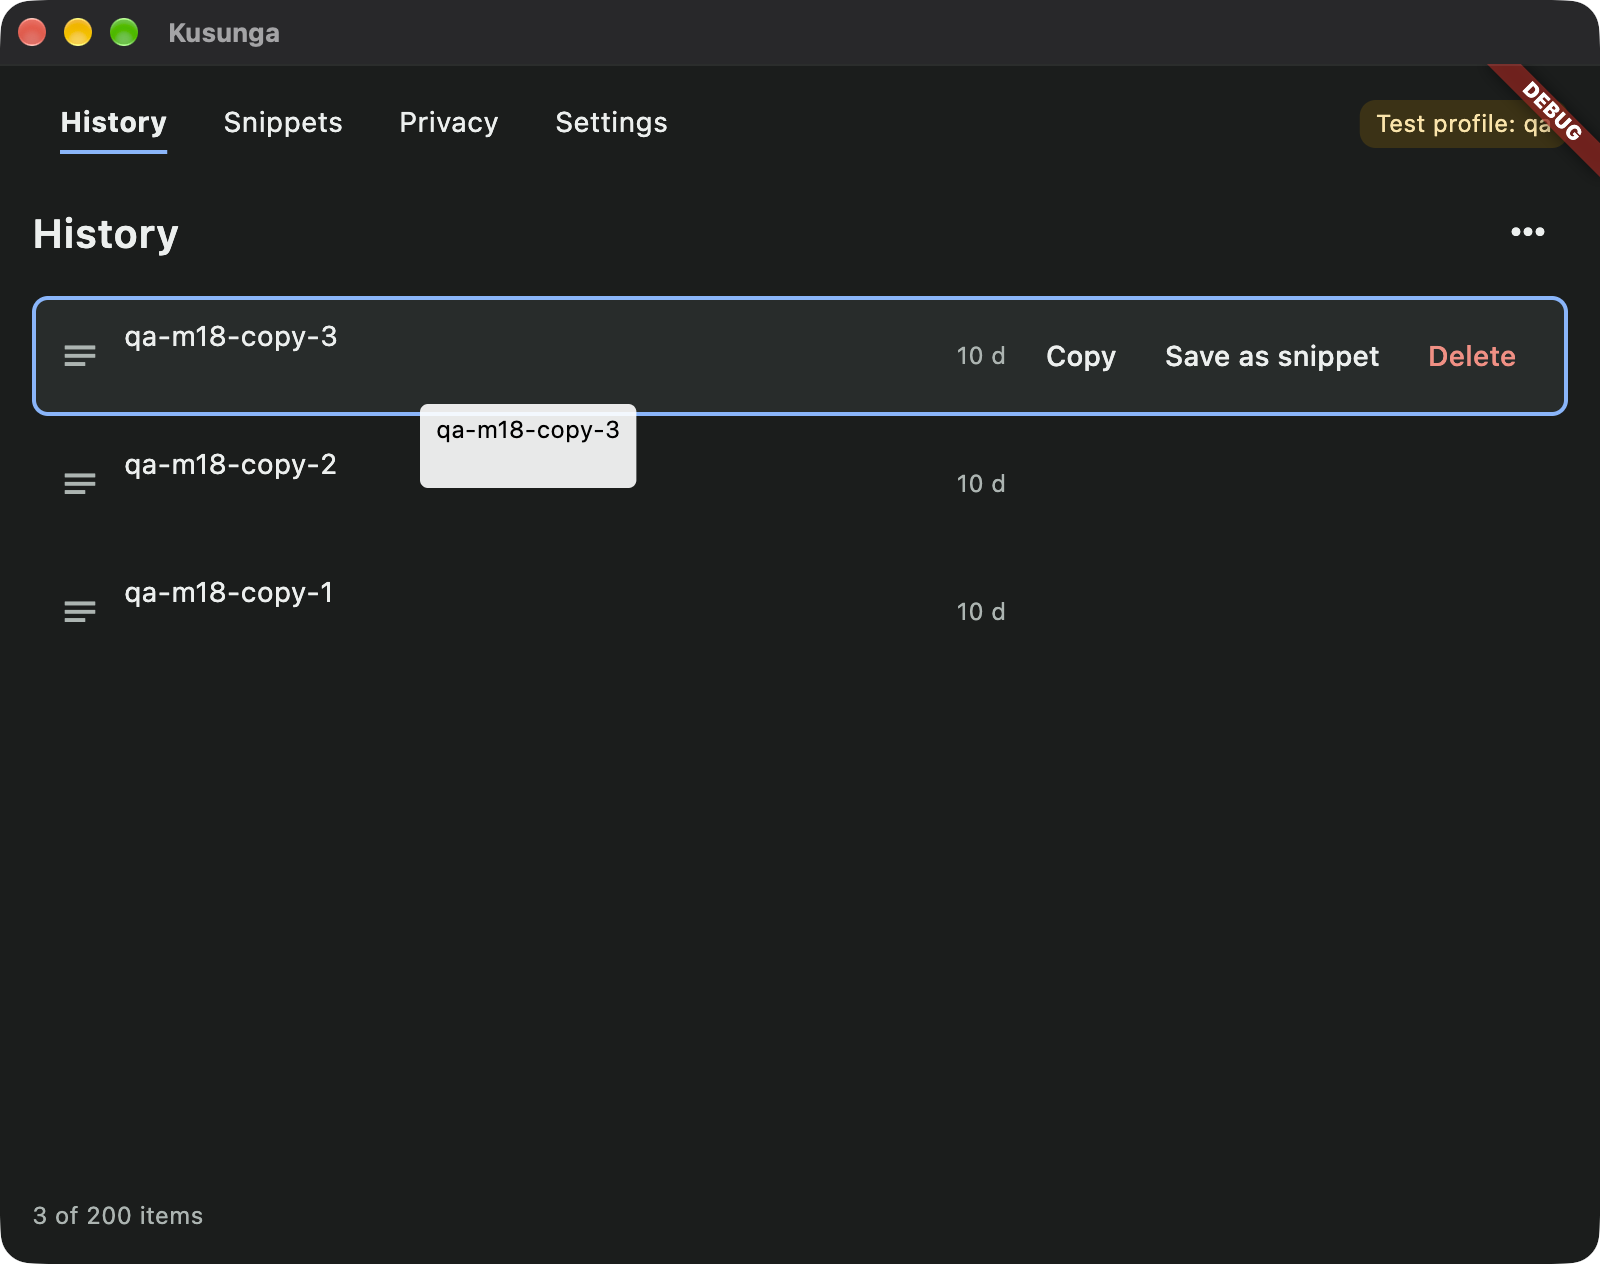 Kusunga
History Snippets Privacy Settings
Test profile: qa
DEBUG
History
qa-m18-copy-3 10 d Copy Save as snippet Delete
qa-m18-copy-3
qa-m18-copy-2 10 d
qa-m18-copy-1 10 d
3 of 200 items